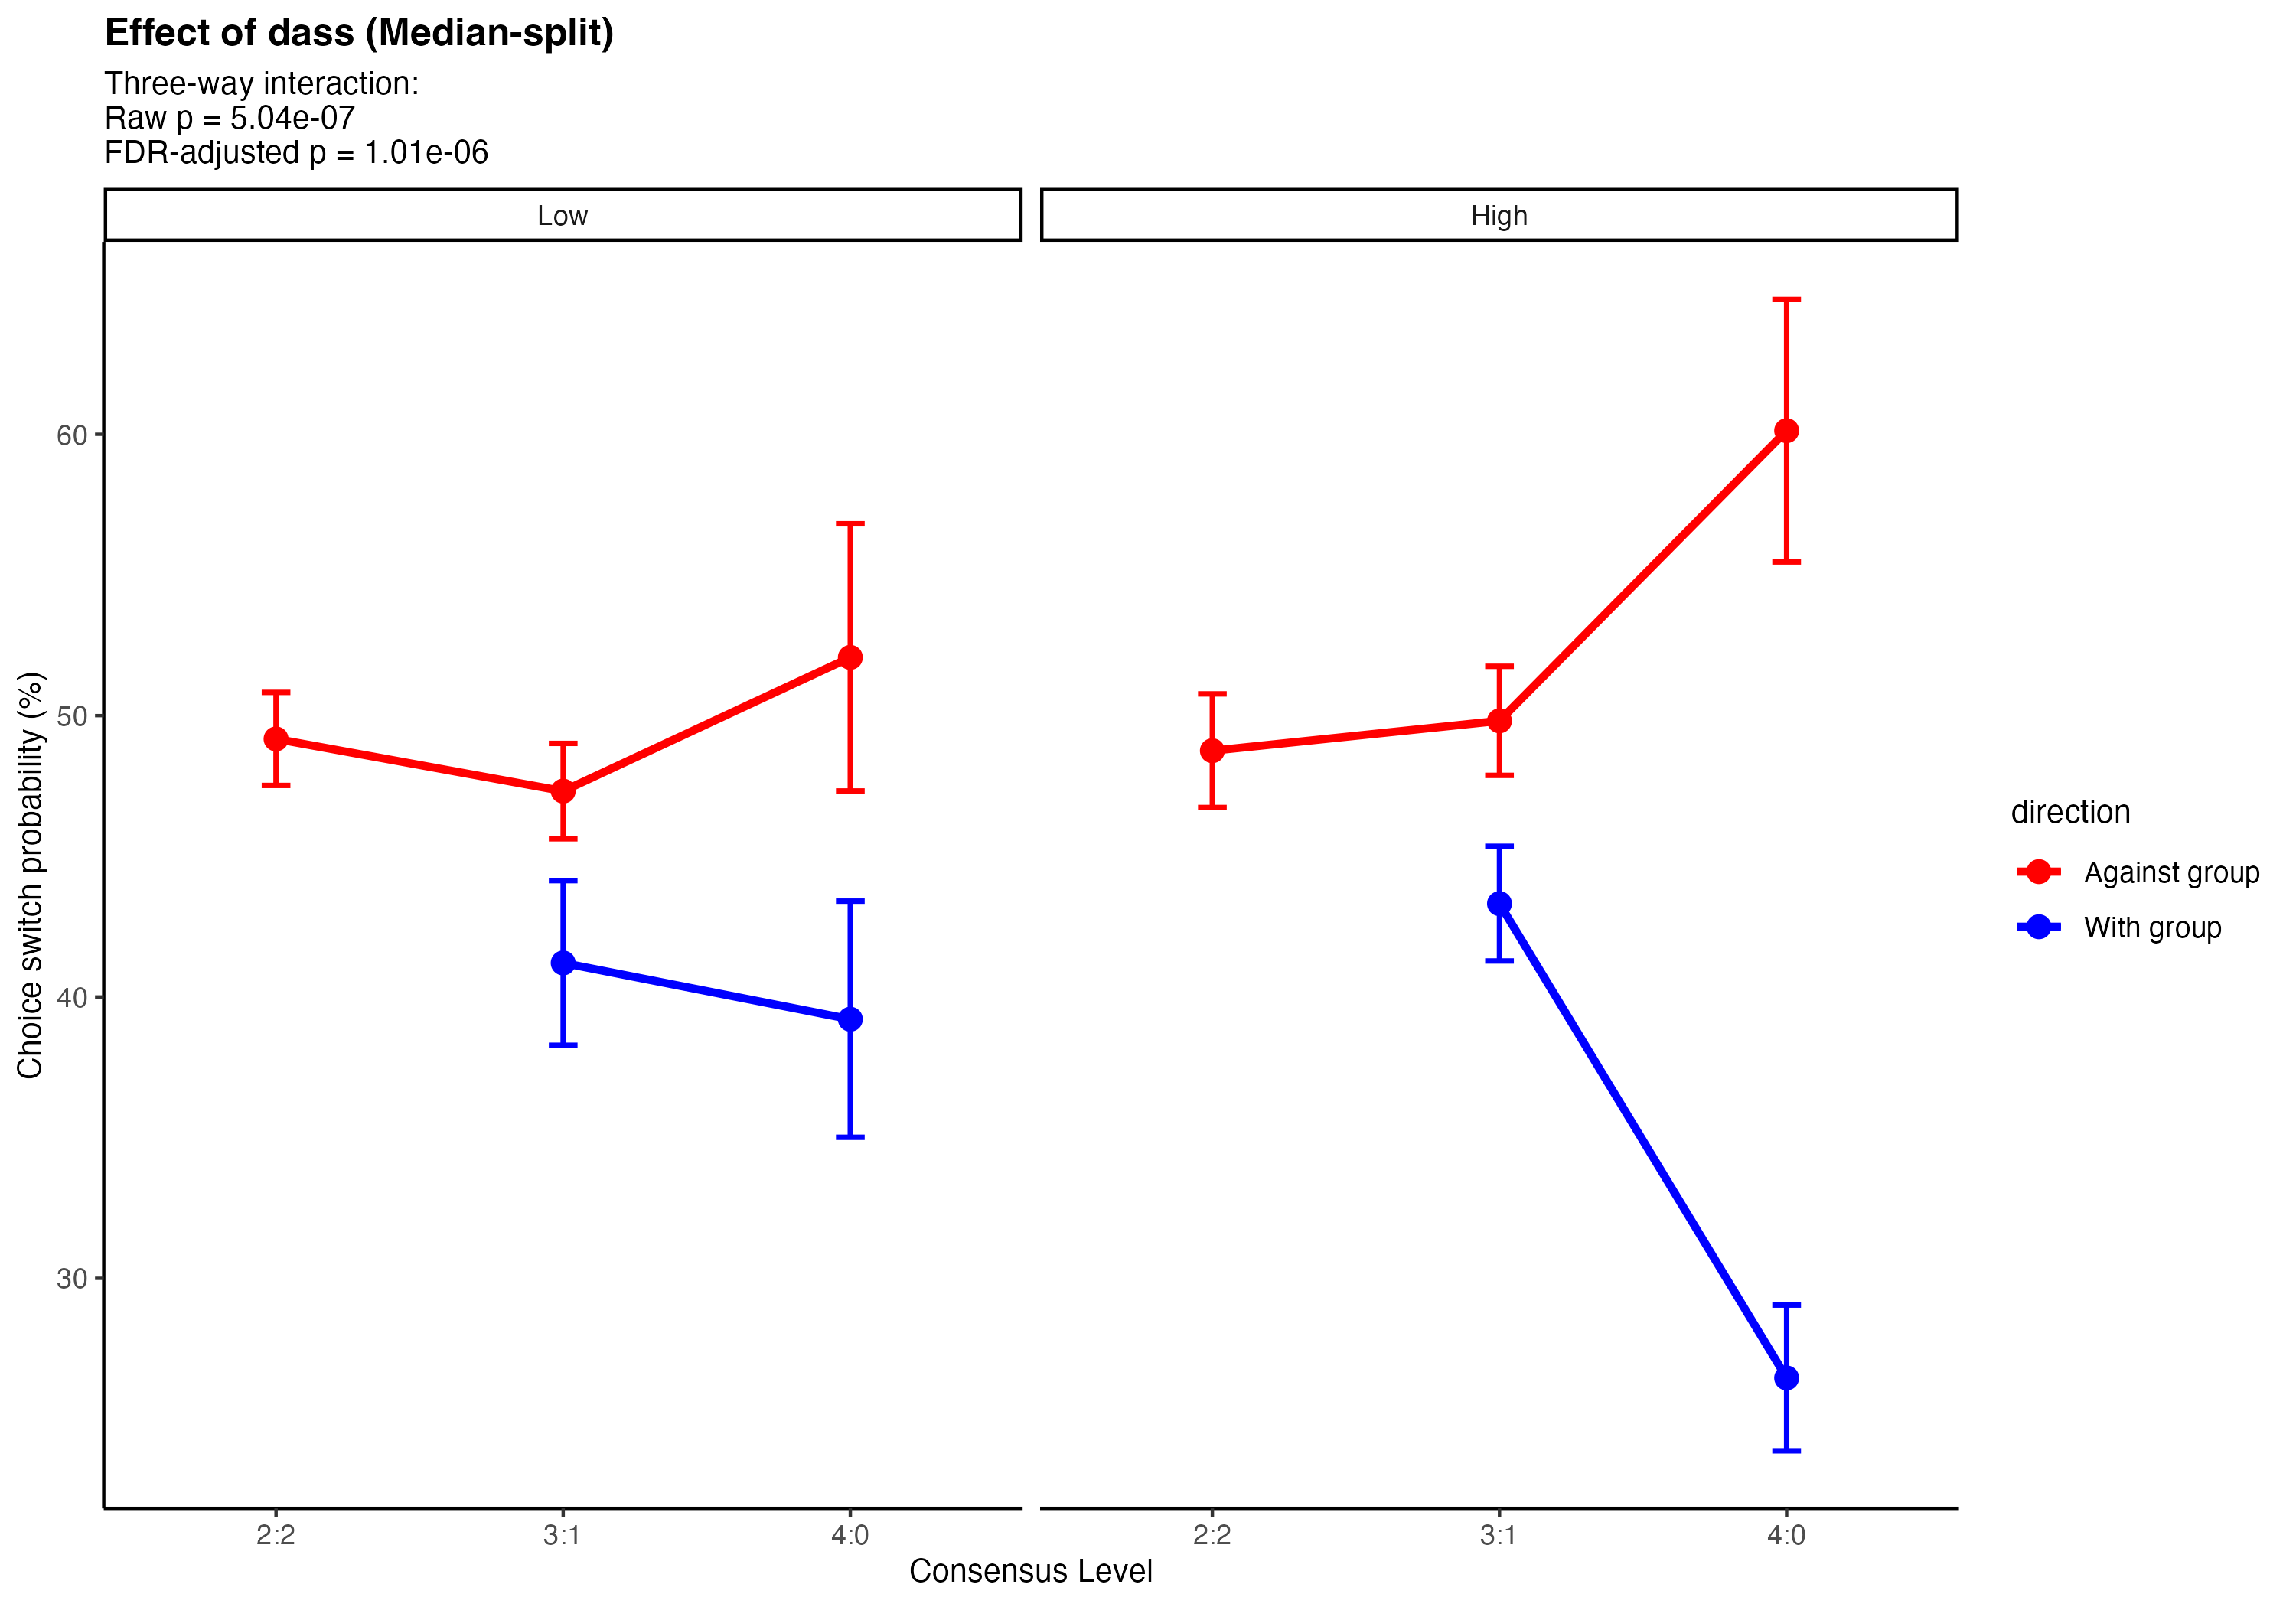 Effect of dass (Median-split)
Three-way interaction:
Raw p = 5.04e-07
FDR-adjusted p = 1.01e-06
Low
High
Choice switch probability (%)
60
50
40
30
2:2
3:1
4:0
2:2
3:1
4:0
Consensus Level
direction
Against group
With group